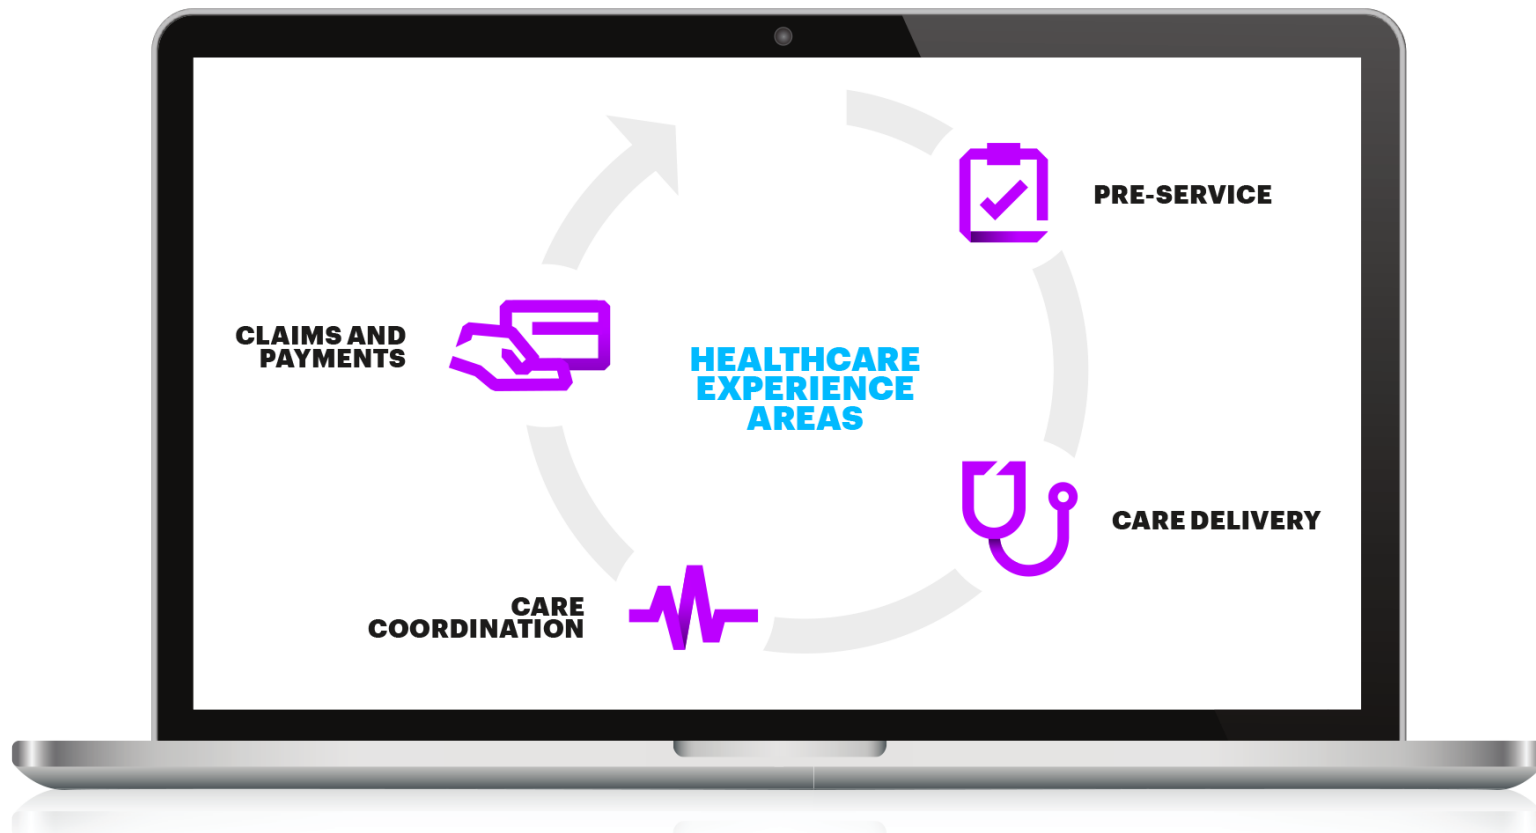 PRE-SERVICE
CLAIMS AND
PAYMENTS
HEALTHCARE
EXPERIENCE
AREAS
CARE DELIVERY
CARE
COORDINATION